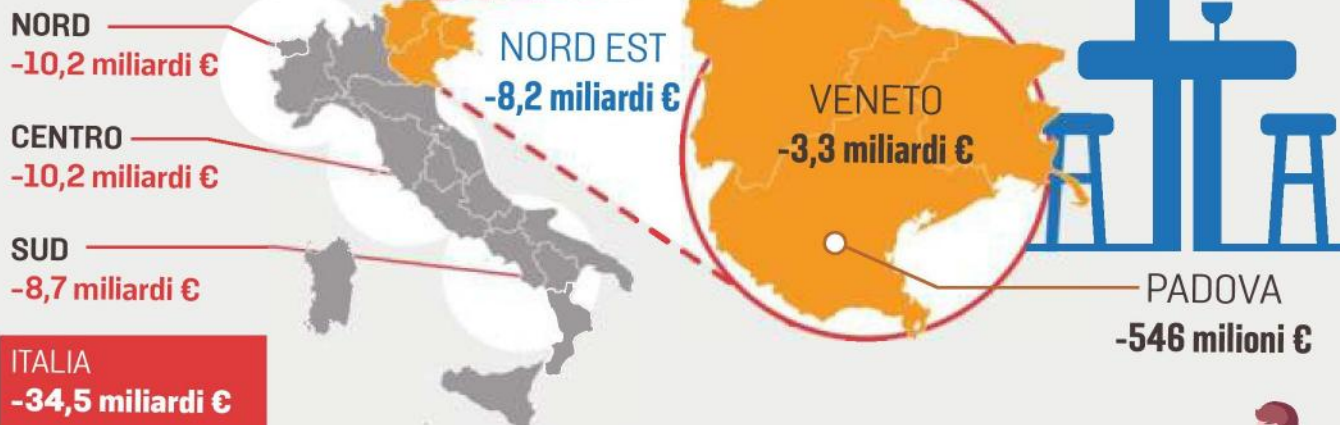 NORD
-10,2 miliardi €
CENTRO
-10,2 miliardi €
SUD
-8,7 miliardi €
ITALIA
-34,5 miliardi €
NORD EST
-8,2 miliardi €
VENETO
-3,3 miliardi €
PADOVA
-546 milioni €